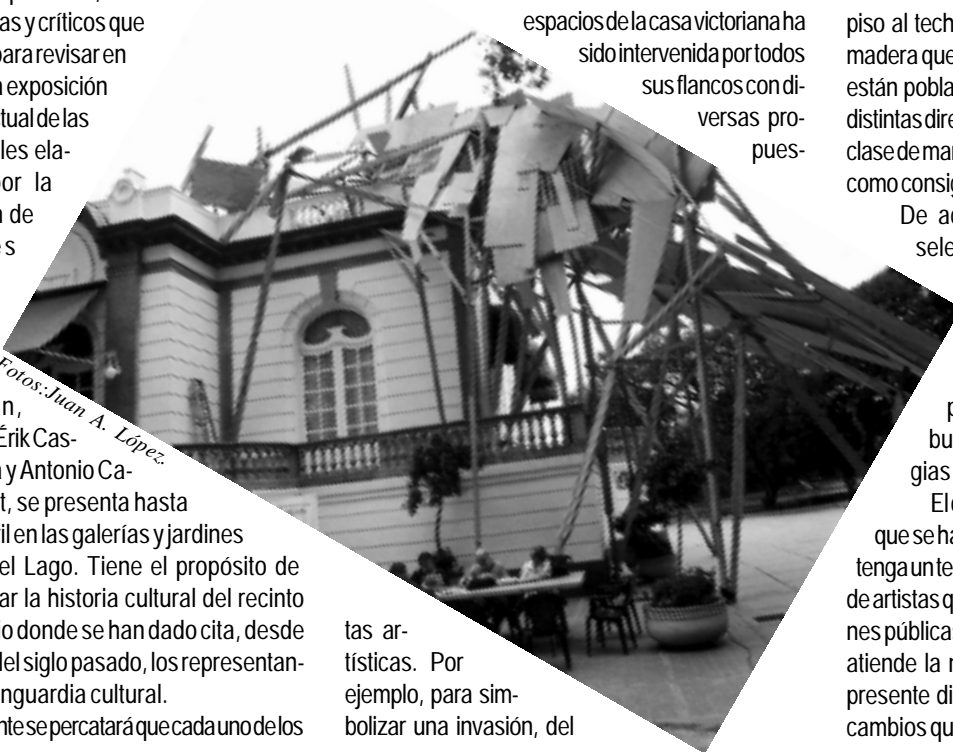 as y críticos que
para revisar en
exposición
tual de las
les ela-
por la
n de
es
Fotos: Juan A. López.
n,
Érik Cas-
a y Antonio Ca-
t, se presenta hasta
il en las galerías y jardines
el Lago. Tiene el propósito de
ar la historia cultural del recinto
io donde se han dado cita, desde
del siglo pasado, los representan-
nguardia cultural.
nte se percatará que cada uno de los
espacios de la casa victoriana ha
sido intervenida por todos
sus flancos con di-
versas pro-
pues-
tas ar-
tísticas. Por
ejemplo, para sim-
bolizar una invasión, del
piso al tech
madera que
están pobla
distintas dire
clase de mar
como consig
De ac
sele
p
bu
gias
El
que se ha
tenga un te
de artistas q
nes públicas
atiende la r
presente di
cambios qu